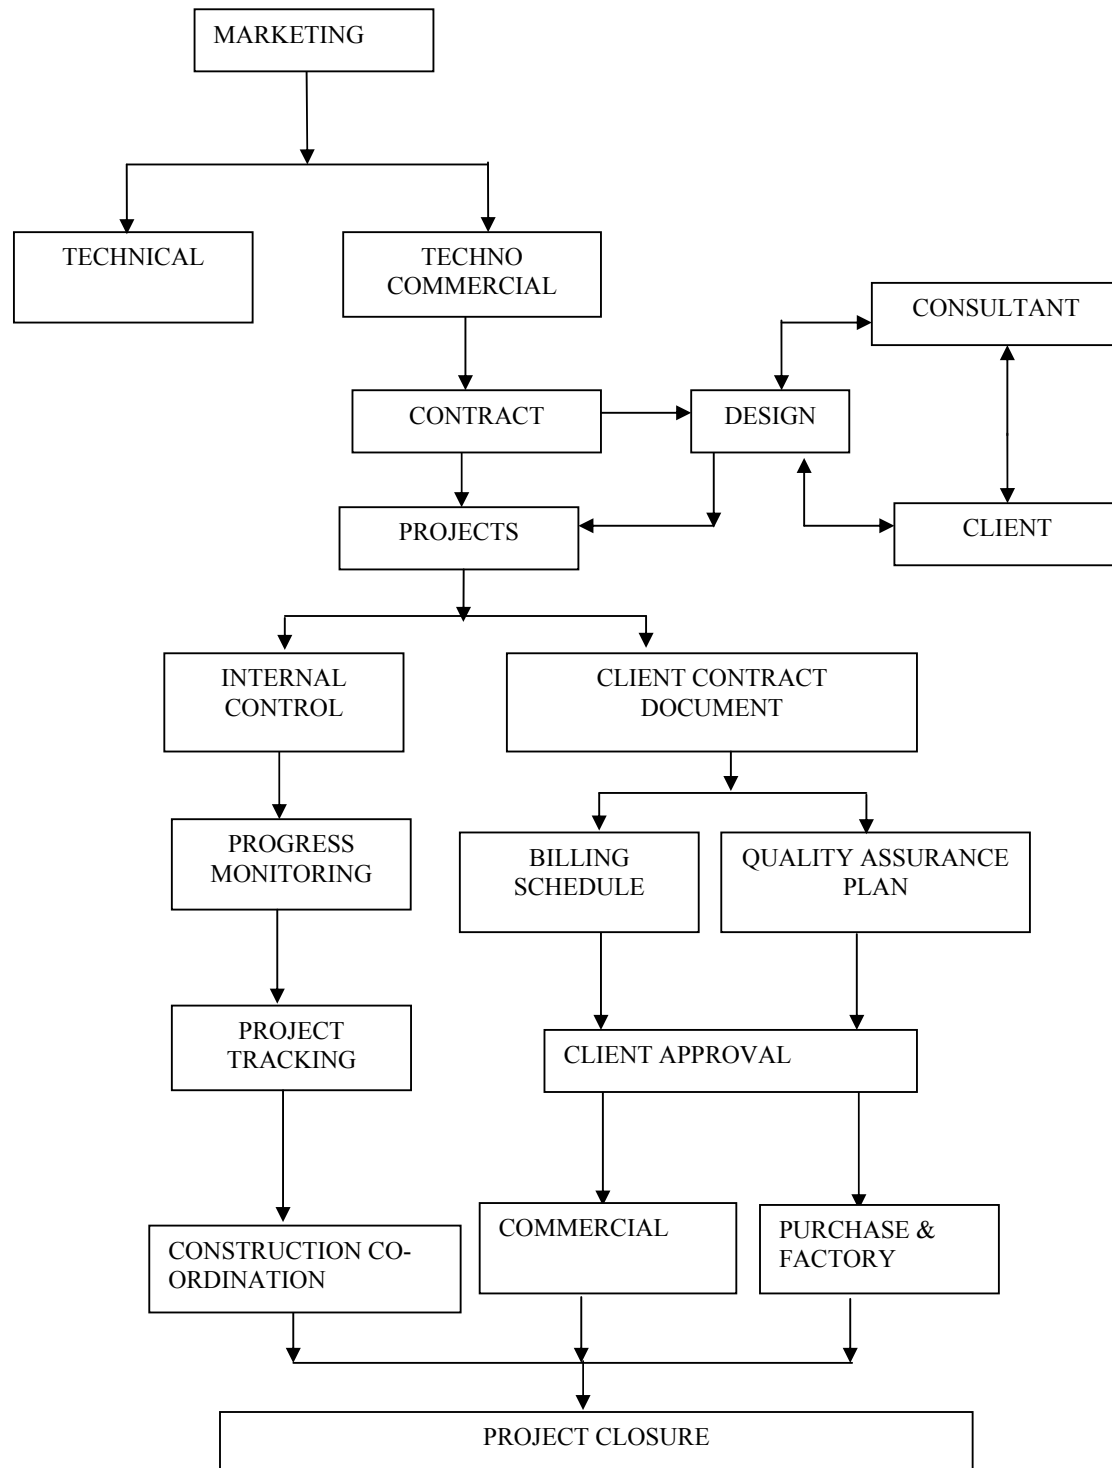 MARKETING
TECHNICAL
TECHNO
COMMERCIAL
CONSULTANT
CONTRACT
DESIGN
PROJECTS
CLIENT
INTERNAL
CONTROL
CLIENT CONTRACT
DOCUMENT
PROGRESS
MONITORING
BILLING
SCHEDULE
QUALITY ASSURANCE
PLAN
PROJECT
TRACKING
CLIENT APPROVAL
CONSTRUCTION CO-
ORDINATION
COMMERCIAL
PURCHASE &
FACTORY
PROJECT CLOSURE